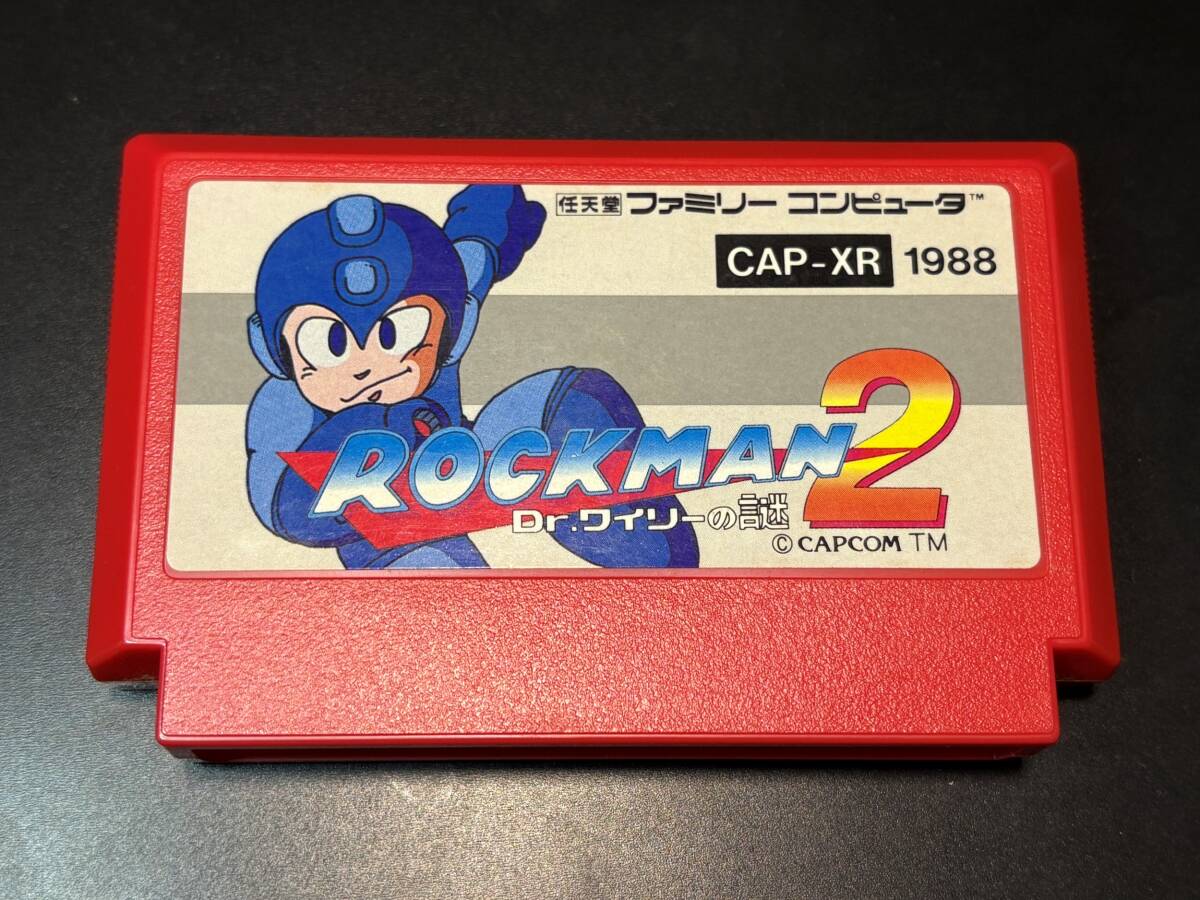 任天堂 ファミリー コンピュータ™
CAP-XR 1988
ROCKMAN 2
Dr.ワイリーの謎
© CAPCOM TM